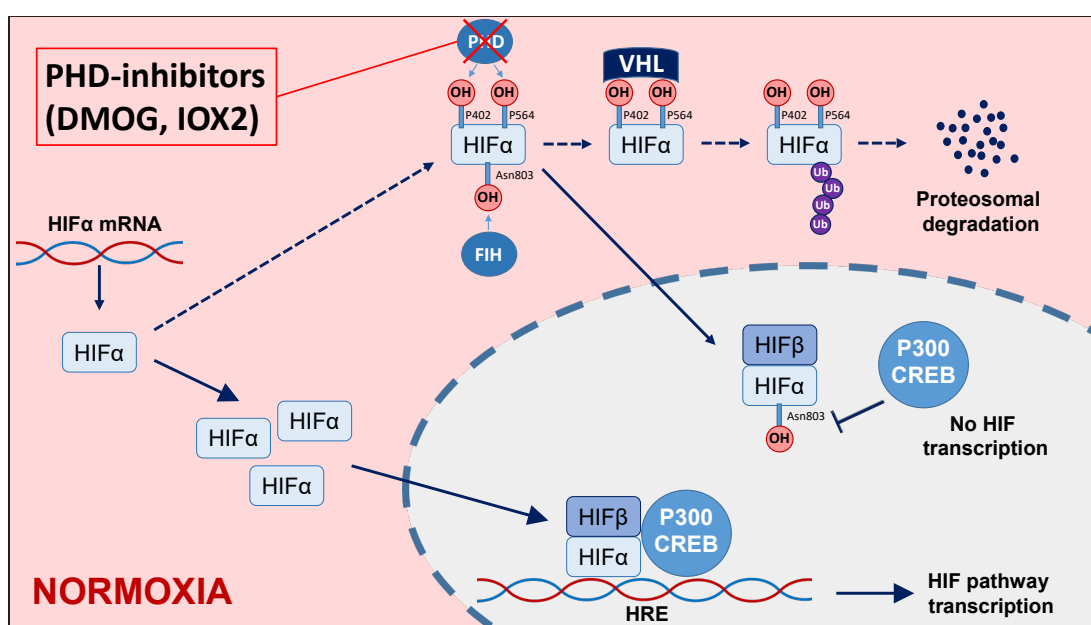 PHD-inhibitors
(DMOG, IOX2)
PHD
OH OH
P402 P564
HIFα
Asn803
OH
FIH
VHL
OH OH
P402 P564
HIFα
OH OH
P402 P564
HIFα
Ub
Ub
Ub
Ub
Proteosomal
degradation
HIFα mRNA
HIFα
HIFα
HIFα
HIFα
HIFβ
HIFα
Asn803
OH
P300
CREB
No HIF
transcription
HIFβ
HIFα
P300
CREB
HRE
HIF pathway
transcription
NORMOXIA